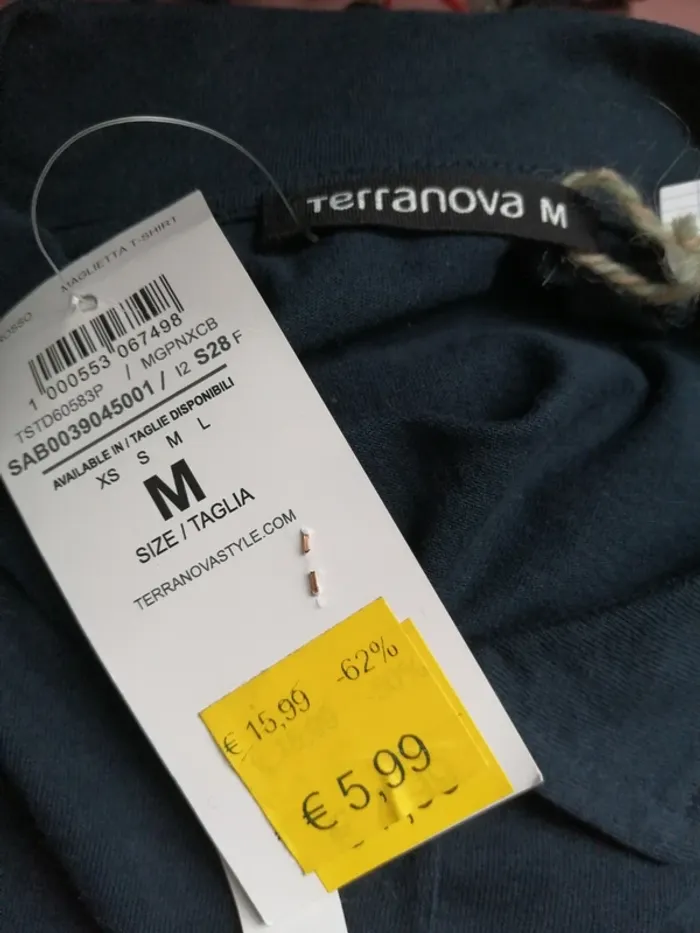 Terranova M
MAGLIETTA T-SHIRT
1 000553 067498
TSTD60583P / MGPNXCB
SAB0039045001 / I2 S28 F
AVAILABLE IN / TAGLIE DISPONIBILI
XS S M L
M
SIZE / TAGLIA
TERRANOVASTYLE.COM
€ 15,99 -62%
€ 5,99